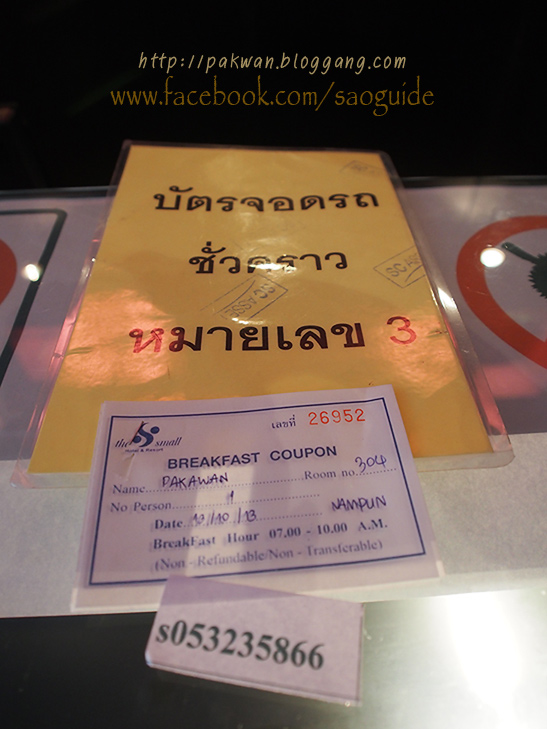 http://pakwan.bloggang.com
www.facebook.com/saoguide
บัตรจอดรถ
ชั่วคราว
หมายเลข 3
the small
Hotel & Resort
เลขที่ 26952
BREAKFAST COUPON
Name PAKAWAN Room no. 304
No Person 1
Date 13/10/13 NAMPUN
BreakFast Hour 07.00 - 10.00 A.M.
(Non - Refundable/Non - Transferable)
s053235866